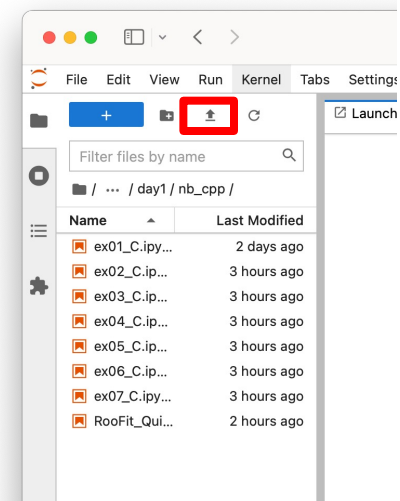 File Edit View Run Kernel Tabs Settings
+
Launch
Filter files by name
/ ... / day1 / nb_cpp /
Name Last Modified
ex01_C.ipy... 2 days ago
ex02_C.ip... 3 hours ago
ex03_C.ip... 3 hours ago
ex04_C.ip... 3 hours ago
ex05_C.ip... 3 hours ago
ex06_C.ip... 3 hours ago
ex07_C.ipy... 3 hours ago
RooFit_Qui... 2 hours ago